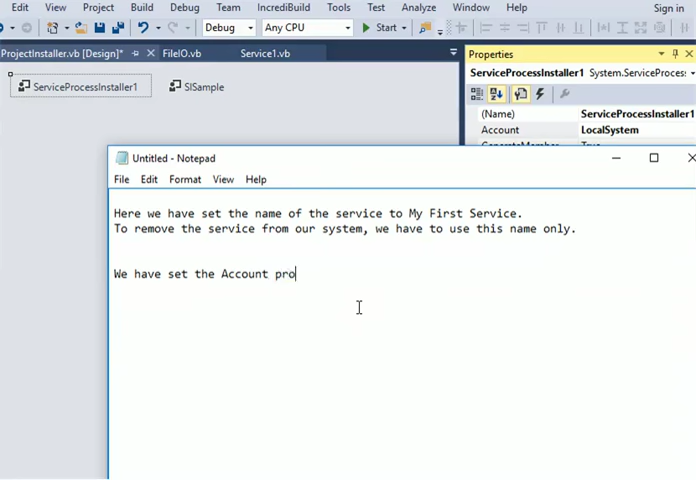 Edit View Project Build Debug Team IncrediBuild Tools Test Analyze Window Help Sign in
Debug Any CPU Start
ProjectInstaller.vb [Design]* FileIO.vb Service1.vb
Properties
ServiceProcessInstaller1 SISample
ServiceProcessInstaller1 System.ServiceProces
(Name) ServiceProcessInstaller1
Account LocalSystem
Untitled - Notepad
File Edit Format View Help
Here we have set the name of the service to My First Service.
To remove the service from our system, we have to use this name only.
We have set the Account pro